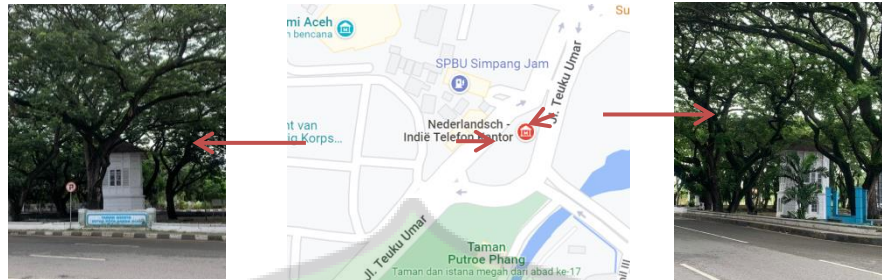 mi Aceh
n bencana
Su
SPBU Simpang Jam
Jl. Teuku Umar
Nederlandsch -
Indië Telefon Kantor
nt van
ig Korps...
Jl. Teuku Umar
Taman
Putroe Phang
Taman dan istana megah dari abad ke-17